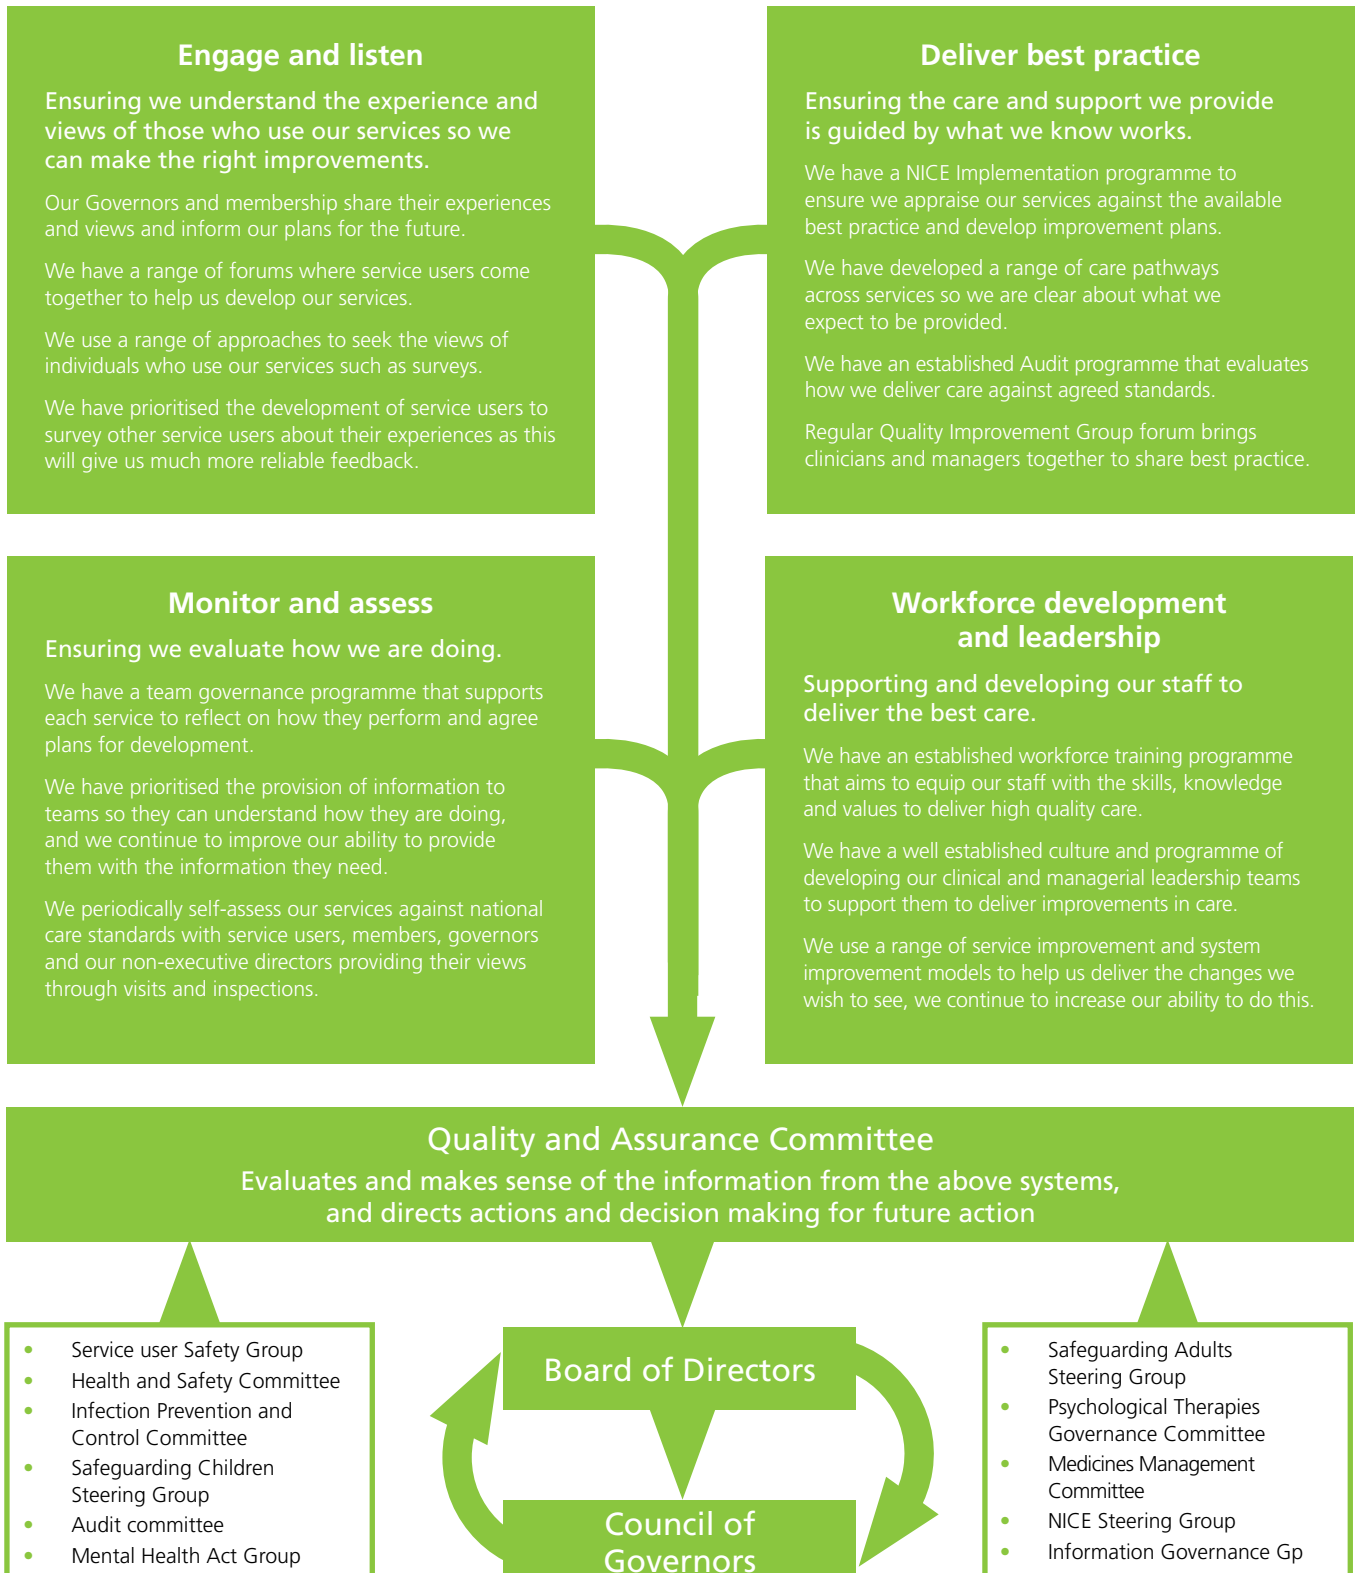 Engage and listen
Ensuring we understand the experience and
views of those who use our services so we
can make the right improvements.
Our Governors and membership share their experiences
and views and inform our plans for the future.
We have a range of forums where service users come
together to help us develop our services.
We use a range of approaches to seek the views of
individuals who use our services such as surveys.
We have prioritised the development of service users to
survey other service users about their experiences as this
will give us much more reliable feedback.
Deliver best practice
Ensuring the care and support we provide
is guided by what we know works.
We have a NICE Implementation programme to
ensure we appraise our services against the available
best practice and develop improvement plans.
We have developed a range of care pathways
across services so we are clear about what we
expect to be provided.
We have an established Audit programme that evaluates
how we deliver care against agreed standards.
Regular Quality Improvement Group forum brings
clinicians and managers together to share best practice.
Monitor and assess
Ensuring we evaluate how we are doing.
We have a team governance programme that supports
each service to reflect on how they perform and agree
plans for development.
We have prioritised the provision of information to
teams so they can understand how they are doing,
and we continue to improve our ability to provide
them with the information they need.
We periodically self-assess our services against national
care standards with service users, members, governors
and our non-executive directors providing their views
through visits and inspections.
Workforce development
and leadership
Supporting and developing our staff to
deliver the best care.
We have an established workforce training programme
that aims to equip our staff with the skills, knowledge
and values to deliver high quality care.
We have a well established culture and programme of
developing our clinical and managerial leadership teams
to support them to deliver improvements in care.
We use a range of service improvement and system
improvement models to help us deliver the changes we
wish to see, we continue to increase our ability to do this.
Quality and Assurance Committee
Evaluates and makes sense of the information from the above systems,
and directs actions and decision making for future action
• Service user Safety Group
• Health and Safety Committee
• Infection Prevention and
Control Committee
• Safeguarding Children
Steering Group
• Audit committee
• Mental Health Act Group
Board of Directors
Council of
Governors
• Safeguarding Adults
Steering Group
• Psychological Therapies
Governance Committee
• Medicines Management
Committee
• NICE Steering Group
• Information Governance Gp